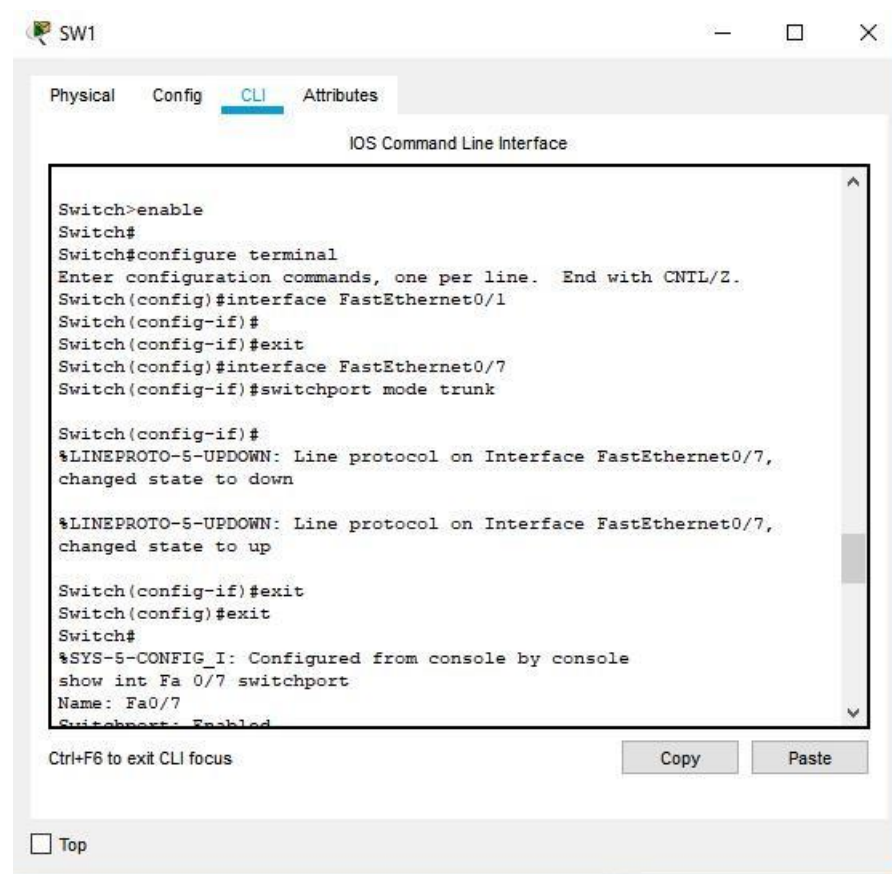 SW1
Physical Config CLI Attributes
IOS Command Line Interface
Switch>enable
Switch#
Switch#configure terminal
Enter configuration commands, one per line.  End with CNTL/Z.
Switch(config)#interface FastEthernet0/1
Switch(config-if)#
Switch(config-if)#exit
Switch(config)#interface FastEthernet0/7
Switch(config-if)#switchport mode trunk
Switch(config-if)#
%LINEPROTO-5-UPDOWN: Line protocol on Interface FastEthernet0/7,
changed state to down
%LINEPROTO-5-UPDOWN: Line protocol on Interface FastEthernet0/7,
changed state to up
Switch(config-if)#exit
Switch(config)#exit
Switch#
%SYS-5-CONFIG_I: Configured from console by console
show int Fa 0/7 switchport
Name: Fa0/7
Switchport: Enabled
Ctrl+F6 to exit CLI focus
Copy Paste
Top